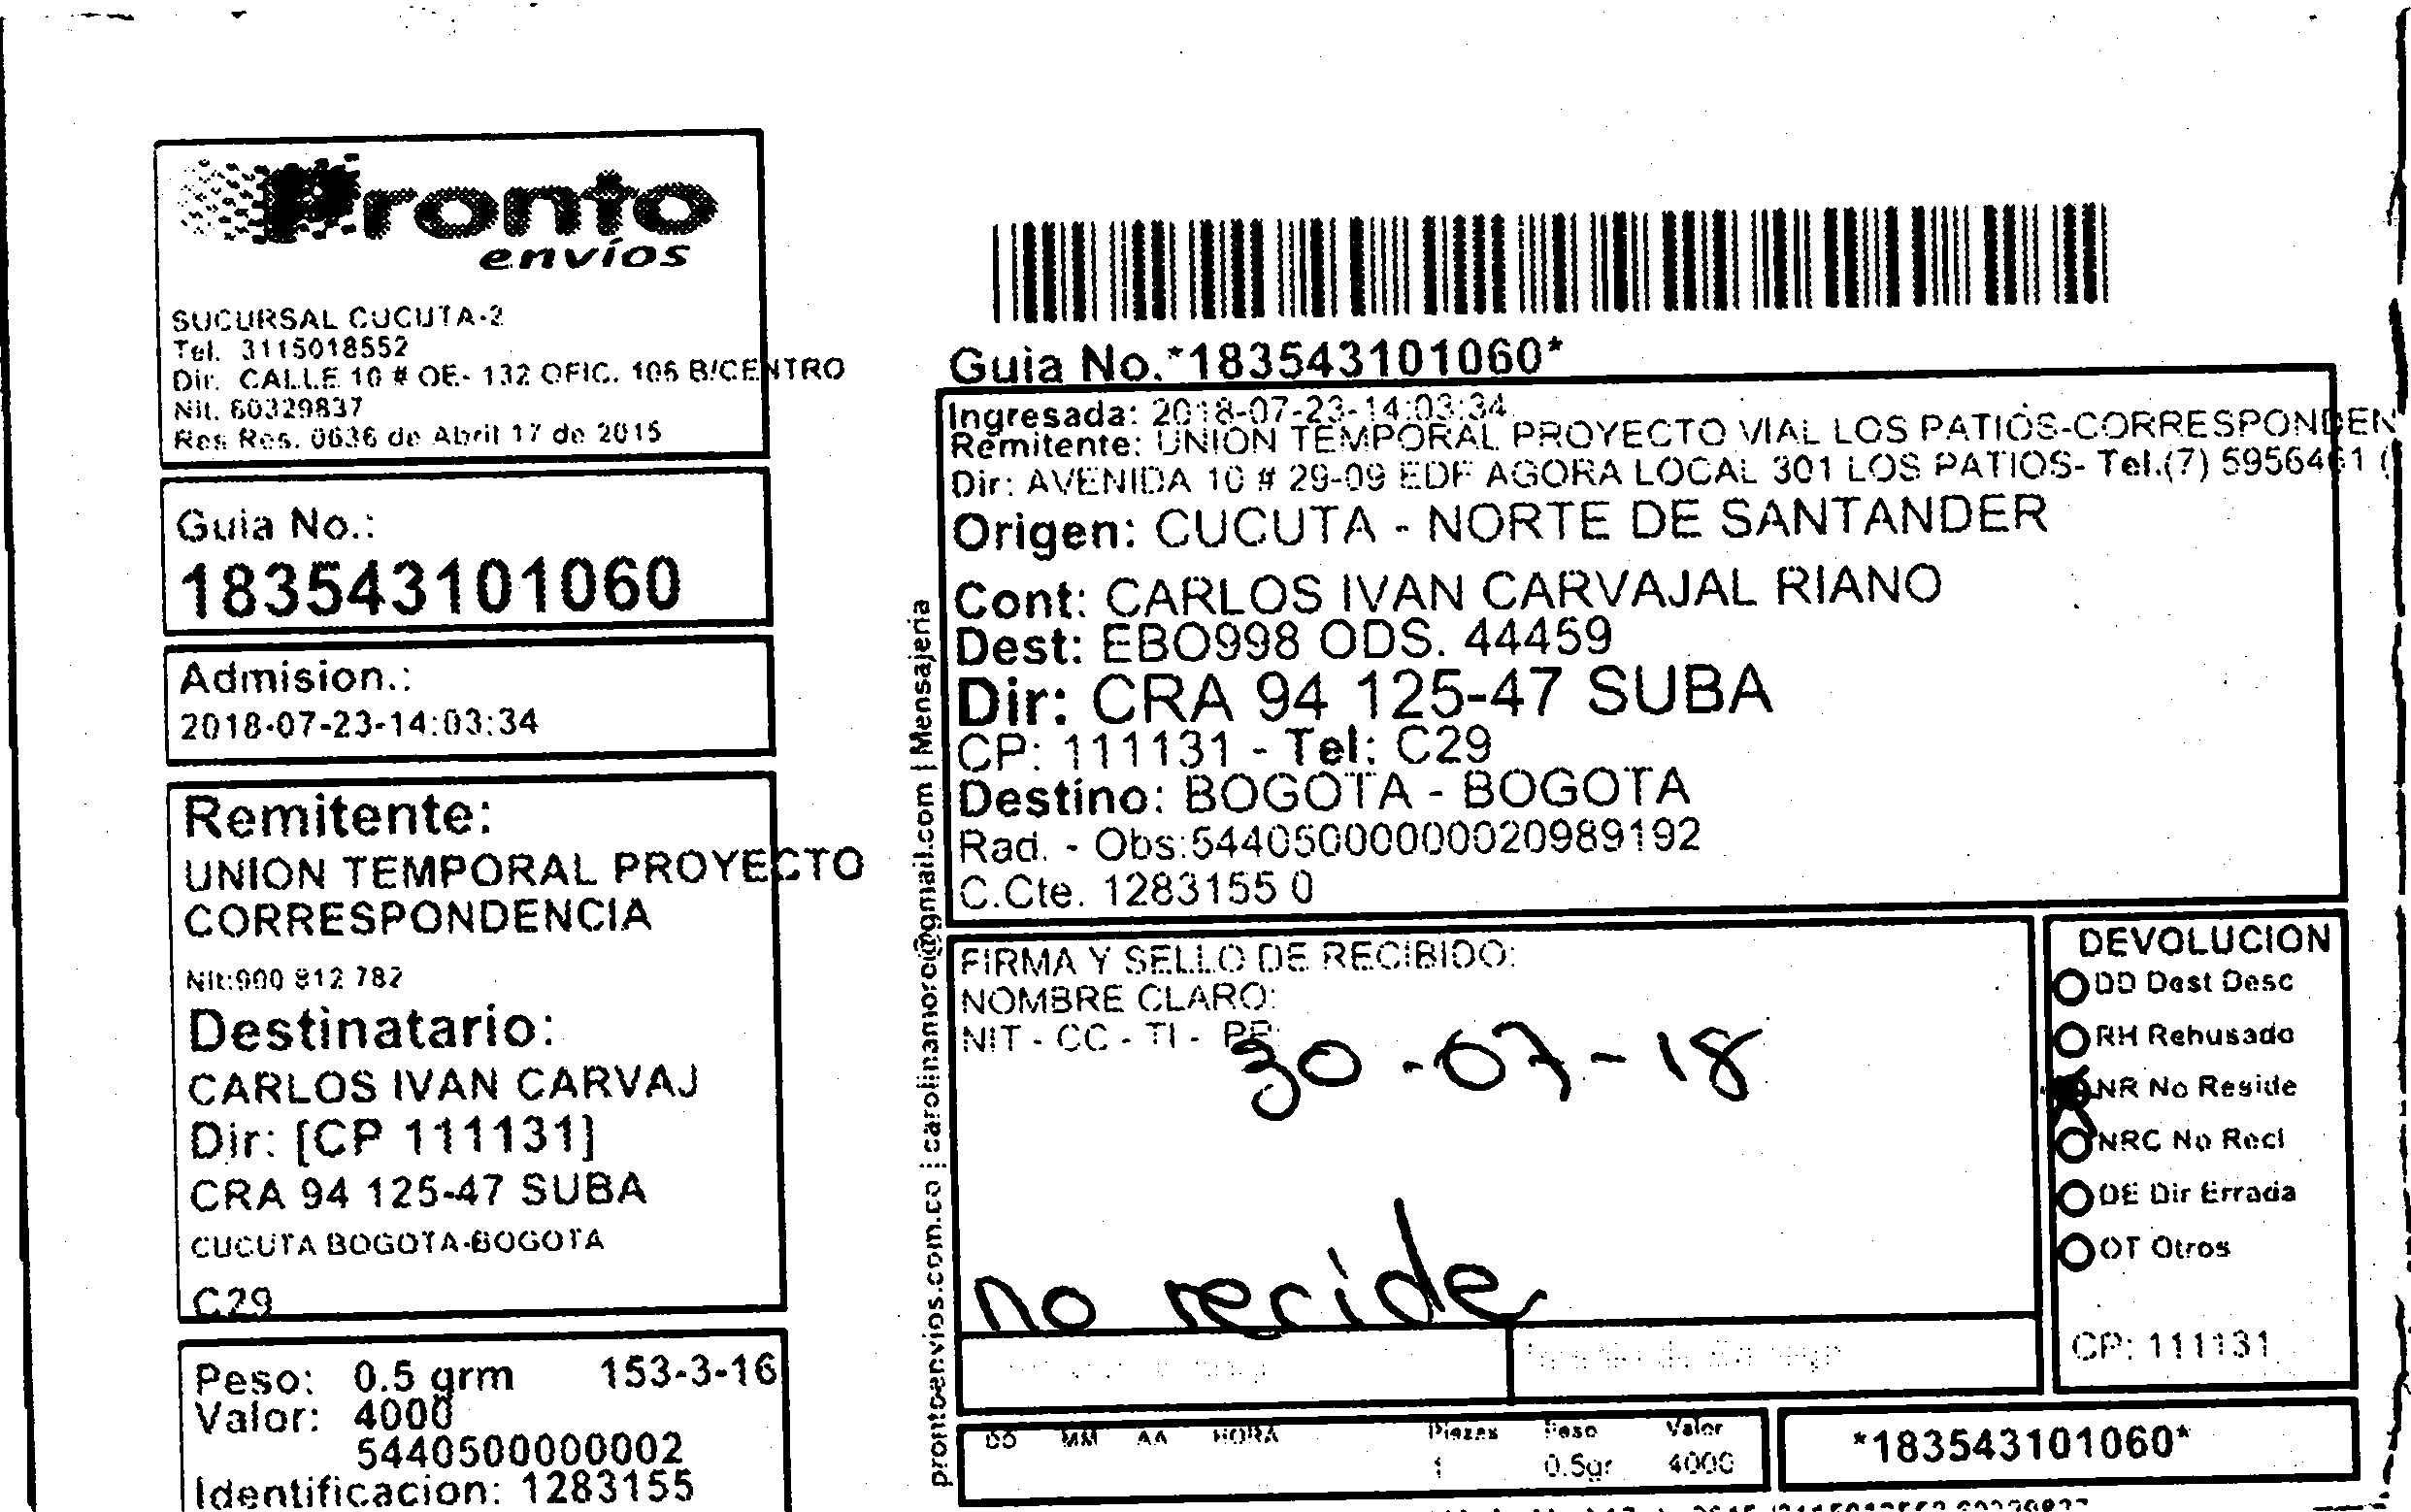 Pronto
envíos
SUCURSAL CUCUTA-2
Tel. 3115018552
Dir. CALLE 10 # OE- 132 OFIC. 106 B/CENTRO
Nit. 60329837
Res Res. 0636 de Abril 17 de 2015
Guia No.:
183543101060
Admision.:
2018-07-23-14:03:34
Remitente:
UNION TEMPORAL PROYECTO
CORRESPONDENCIA
Nit:900 812 782
Destinatario:
CARLOS IVAN CARVAJ
Dir: [CP 111131]
CRA 94 125-47 SUBA
CUCUTA BOGOTA-BOGOTA
C29
Peso: 0.5 grm 153-3-16
Valor: 4000
5440500000002
Identificacion: 1283155
prontoenvios.com.co | carolinamoro@gmail.com | Mensajeria
Guia No.*183543101060*
Ingresada: 2018-07-23-14:03:34
Remitente: UNION TEMPORAL PROYECTO VIAL LOS PATIOS-CORRESPONDEN
Dir: AVENIDA 10 # 29-09 EDF AGORA LOCAL 301 LOS PATIOS- Tel.(7) 5956461 (
Origen: CUCUTA - NORTE DE SANTANDER
Cont: CARLOS IVAN CARVAJAL RIANO
Dest: EBO998 ODS. 44459
Dir: CRA 94 125-47 SUBA
CP: 111131 - Tel: C29
Destino: BOGOTA - BOGOTA
Rad. - Obs:544050000000020989192
C.Cte. 1283155 0
FIRMA Y SELLO DE RECIBIDO:
NOMBRE CLARO:
NIT - CC - TI - PP:
30-07-18
no recide
DEVOLUCION
DD Dest Desc
RH Rehusado
NR No Reside
NRC No Recl
DE Dir Errada
OT Otros
CP: 111131
DD MM AA HORA Piezas Peso Valor
1 0.5gr 4000
*183543101060*